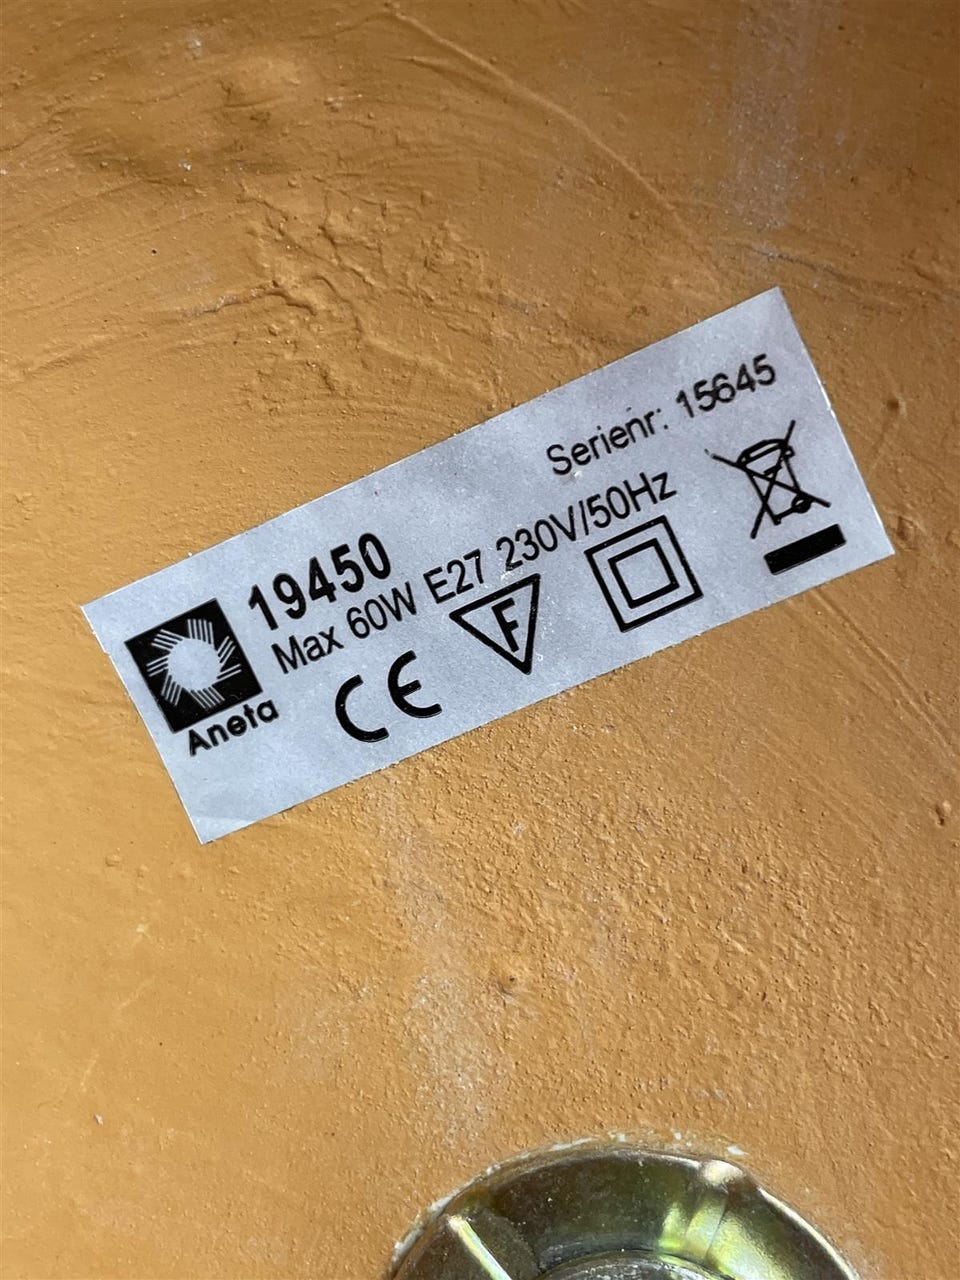 Serienr: 15645
19450
Max 60W E27 230V/50Hz
Aneta
CE
F